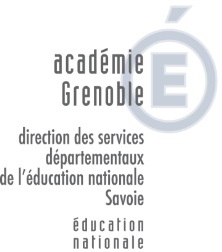 académie
Grenoble
É
direction des services
départementaux
de l'éducation nationale
Savoie
éducation
nationale